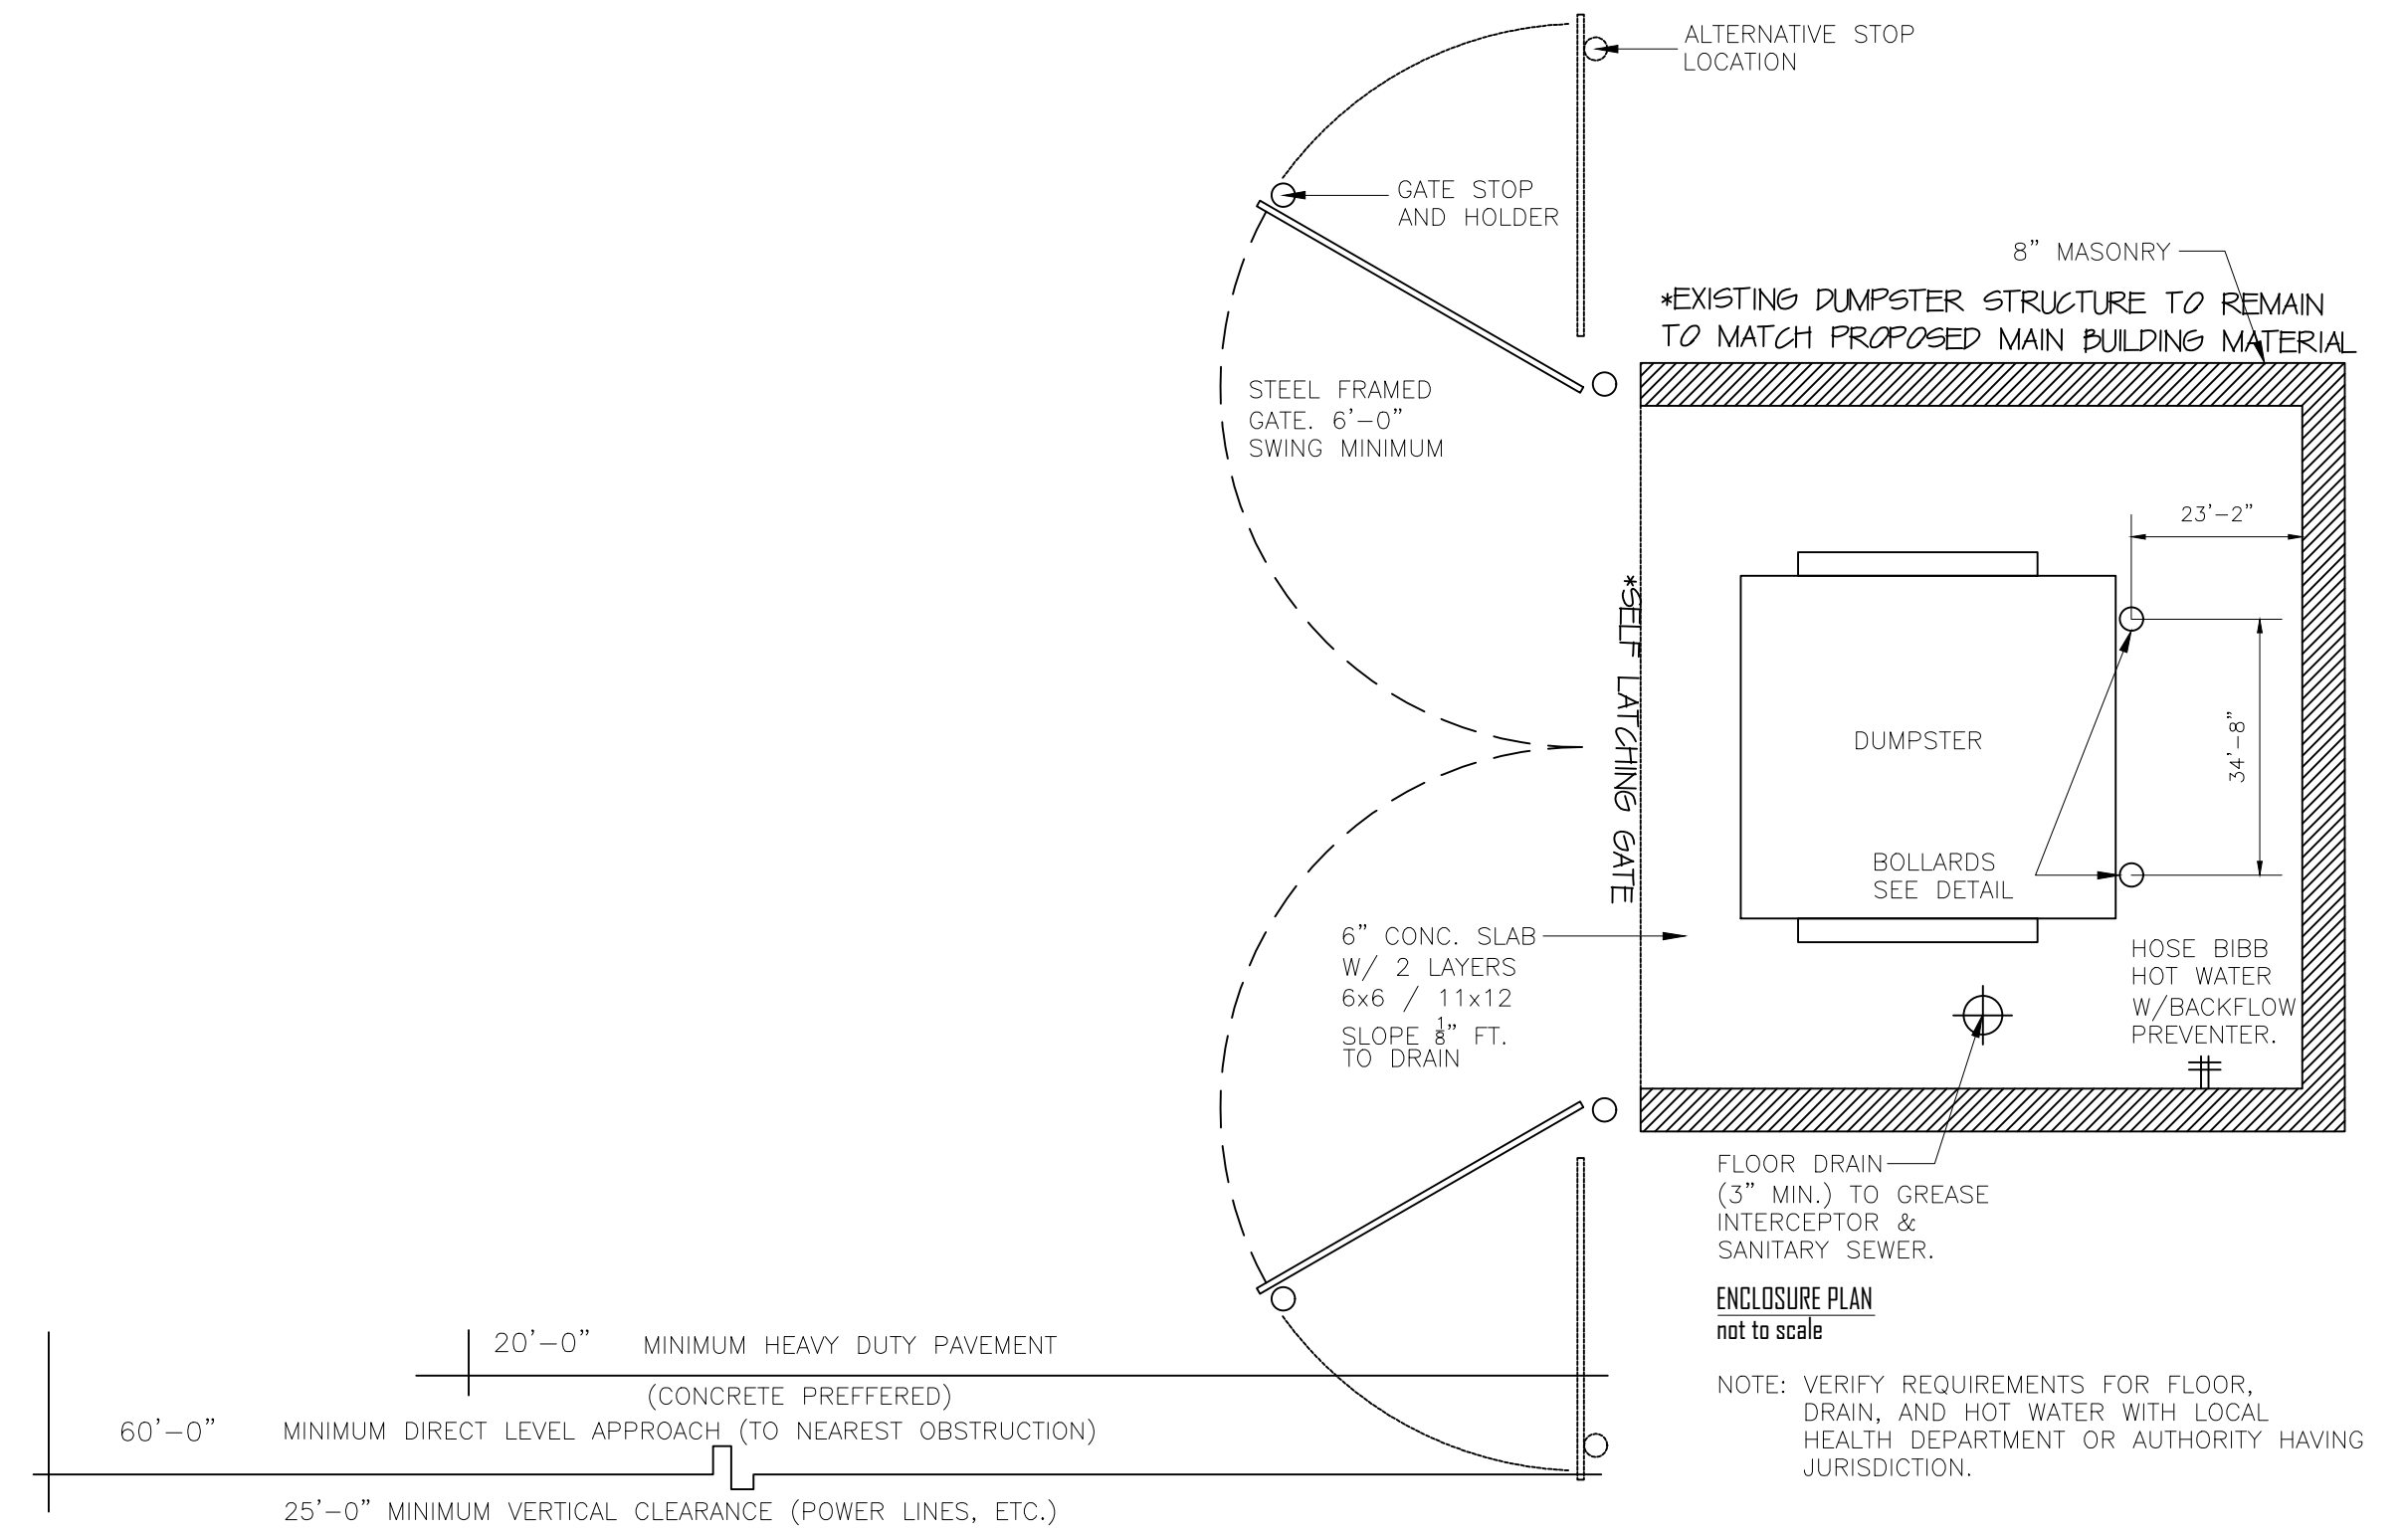 ALTERNATIVE STOP
LOCATION
GATE STOP
AND HOLDER
8" MASONRY
*EXISTING DUMPSTER STRUCTURE TO REMAIN
TO MATCH PROPOSED MAIN BUILDING MATERIAL
STEEL FRAMED
GATE. 6'-0"
SWING MINIMUM
23'-2"
*SELF LATCHING GATE
DUMPSTER
34'-8"
BOLLARDS
SEE DETAIL
6" CONC. SLAB
W/ 2 LAYERS
6x6 / 11x12
SLOPE 1/8" FT.
TO DRAIN
HOSE BIBB
HOT WATER
W/BACKFLOW
PREVENTER.
FLOOR DRAIN
(3" MIN.) TO GREASE
INTERCEPTOR &
SANITARY SEWER.
ENCLOSURE PLAN
not to scale
20'-0" MINIMUM HEAVY DUTY PAVEMENT
(CONCRETE PREFFERED)
60'-0" MINIMUM DIRECT LEVEL APPROACH (TO NEAREST OBSTRUCTION)
25'-0" MINIMUM VERTICAL CLEARANCE (POWER LINES, ETC.)
NOTE: VERIFY REQUIREMENTS FOR FLOOR,
DRAIN, AND HOT WATER WITH LOCAL
HEALTH DEPARTMENT OR AUTHORITY HAVING
JURISDICTION.